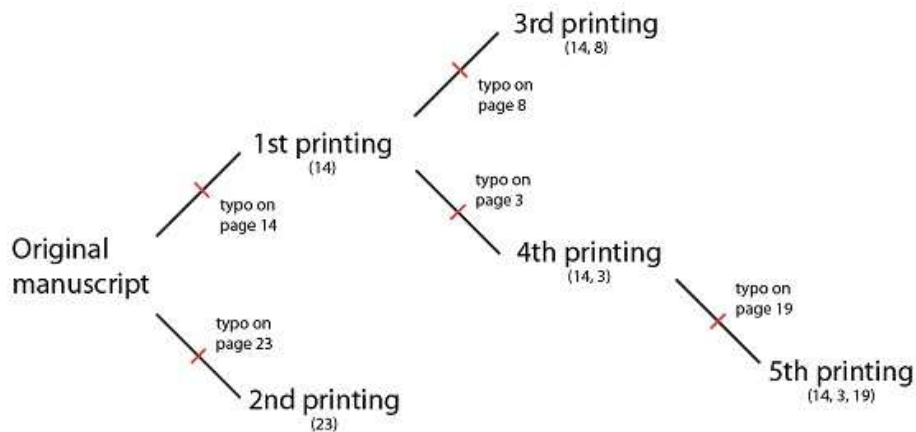 3rd printing
(14, 8)
typo on
page 8
1st printing
(14)
typo on
page 14
typo on
page 3
Original
manuscript
4th printing
(14, 3)
typo on
page 19
typo on
page 23
5th printing
(14, 3, 19)
2nd printing
(23)